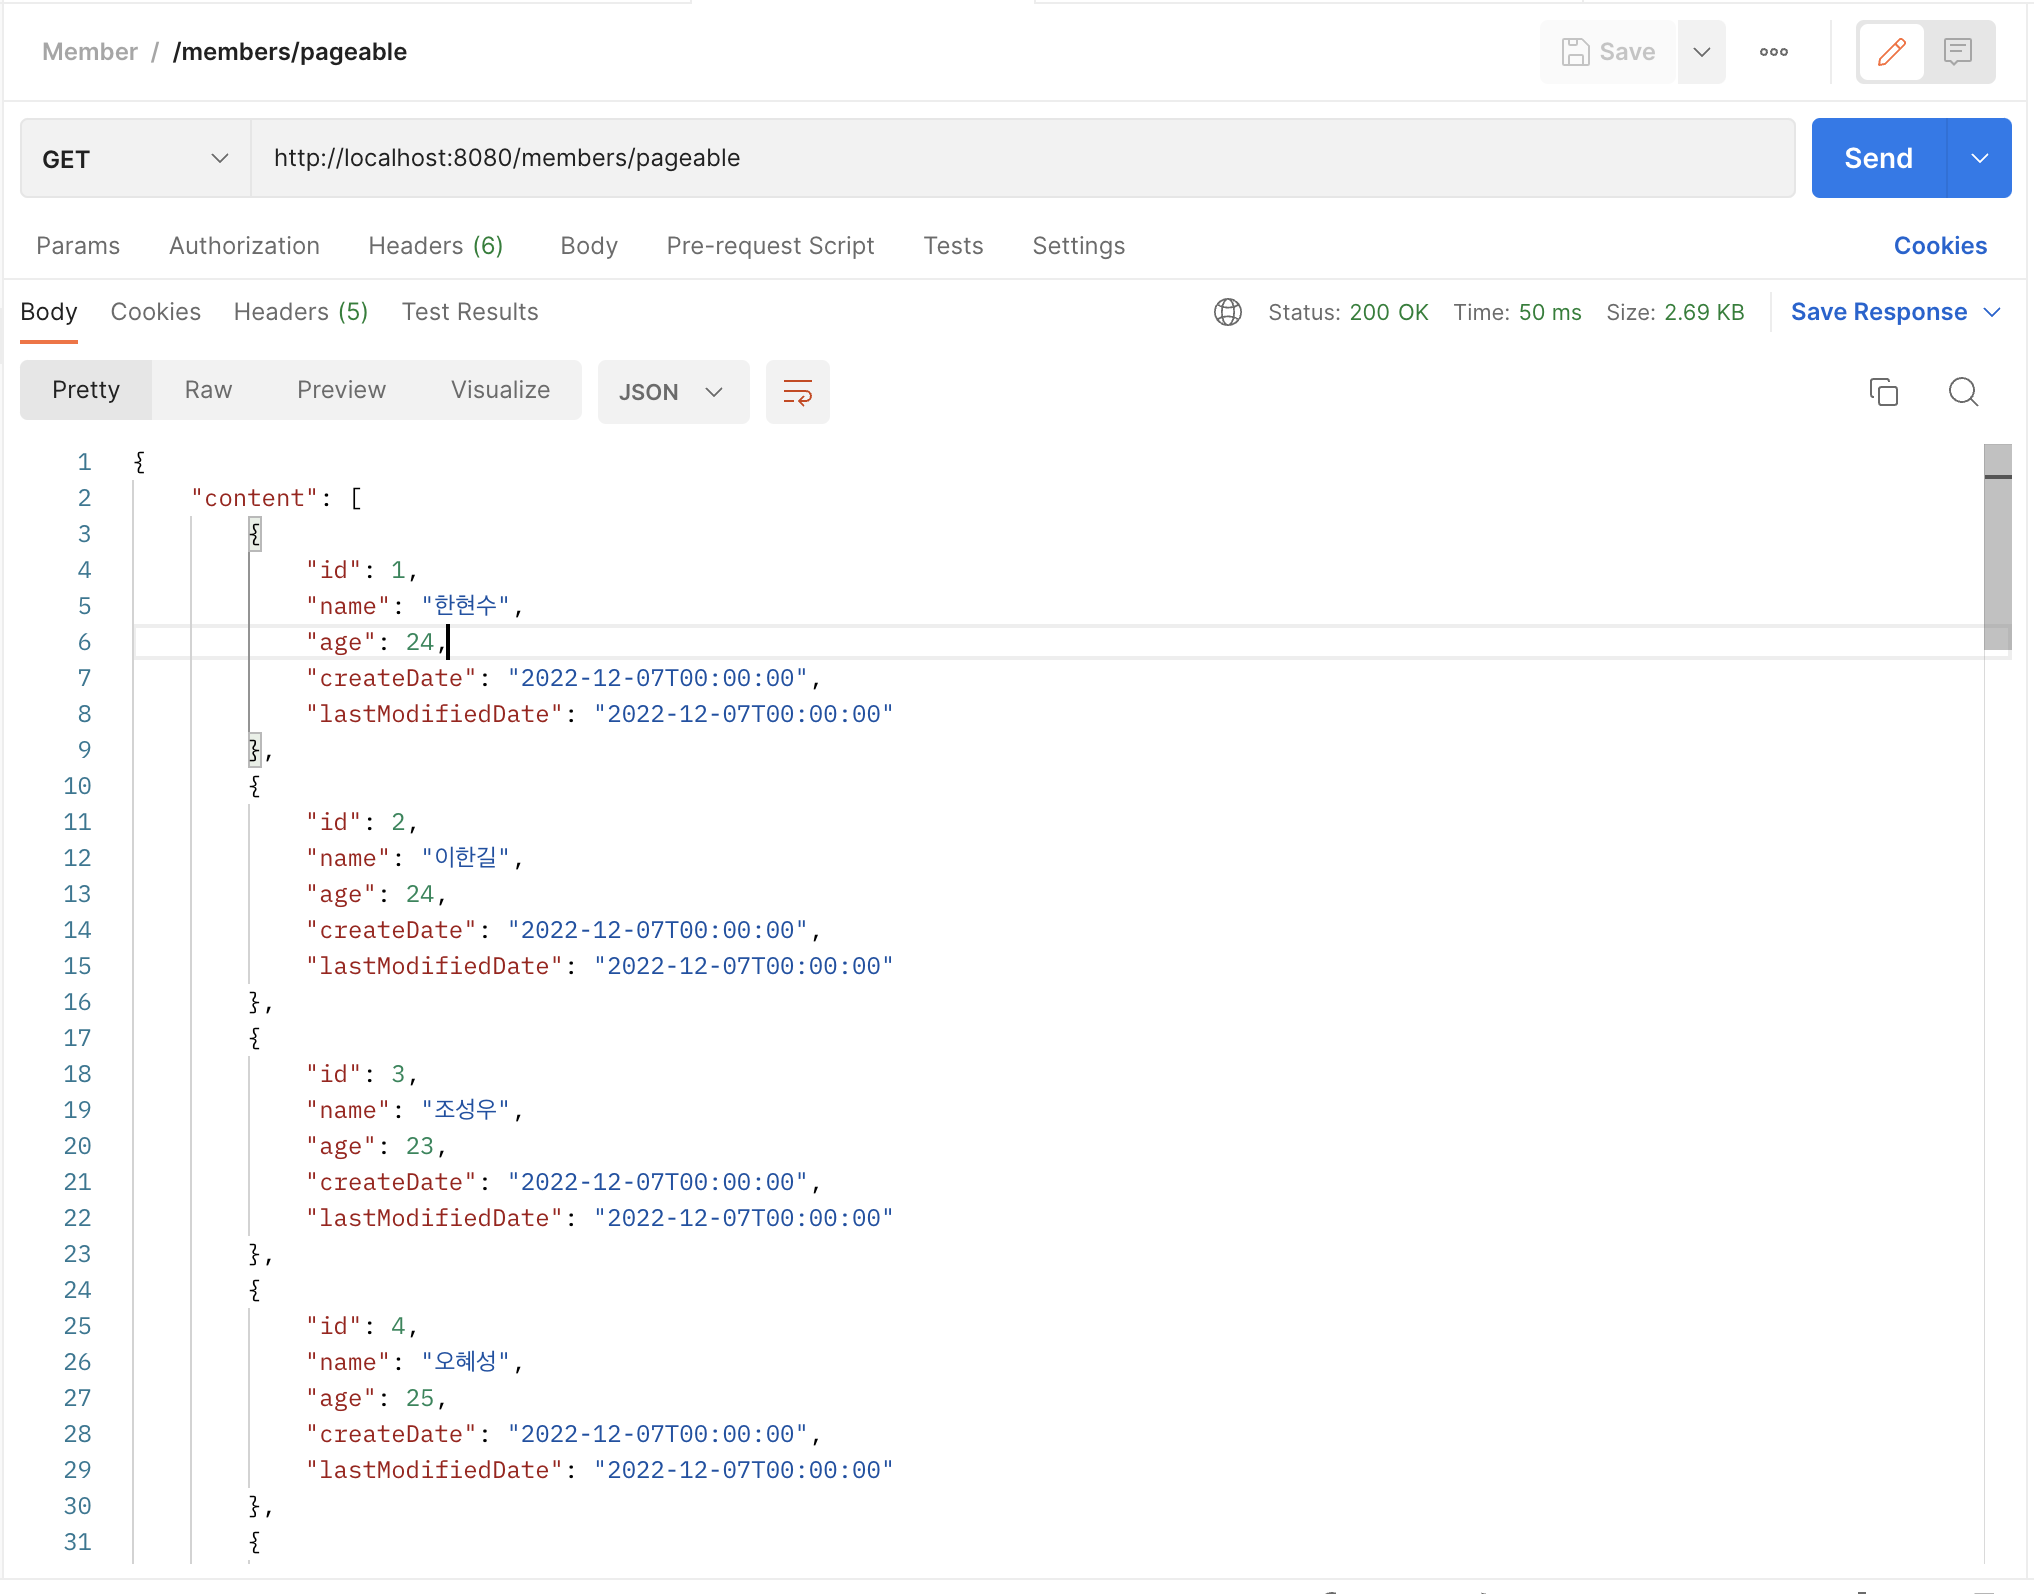 Member / /members/pageable
Save
GET http://localhost:8080/members/pageable Send
Params Authorization Headers (6) Body Pre-request Script Tests Settings Cookies
Body Cookies Headers (5) Test Results Status: 200 OK Time: 50 ms Size: 2.69 KB Save Response
Pretty Raw Preview Visualize JSON
1 {
2 "content": [
3 {
4 "id": 1,
5 "name": "한현수",
6 "age": 24,
7 "createDate": "2022-12-07T00:00:00",
8 "lastModifiedDate": "2022-12-07T00:00:00"
9 },
10 {
11 "id": 2,
12 "name": "이한길",
13 "age": 24,
14 "createDate": "2022-12-07T00:00:00",
15 "lastModifiedDate": "2022-12-07T00:00:00"
16 },
17 {
18 "id": 3,
19 "name": "조성우",
20 "age": 23,
21 "createDate": "2022-12-07T00:00:00",
22 "lastModifiedDate": "2022-12-07T00:00:00"
23 },
24 {
25 "id": 4,
26 "name": "오혜성",
27 "age": 25,
28 "createDate": "2022-12-07T00:00:00",
29 "lastModifiedDate": "2022-12-07T00:00:00"
30 },
31 {